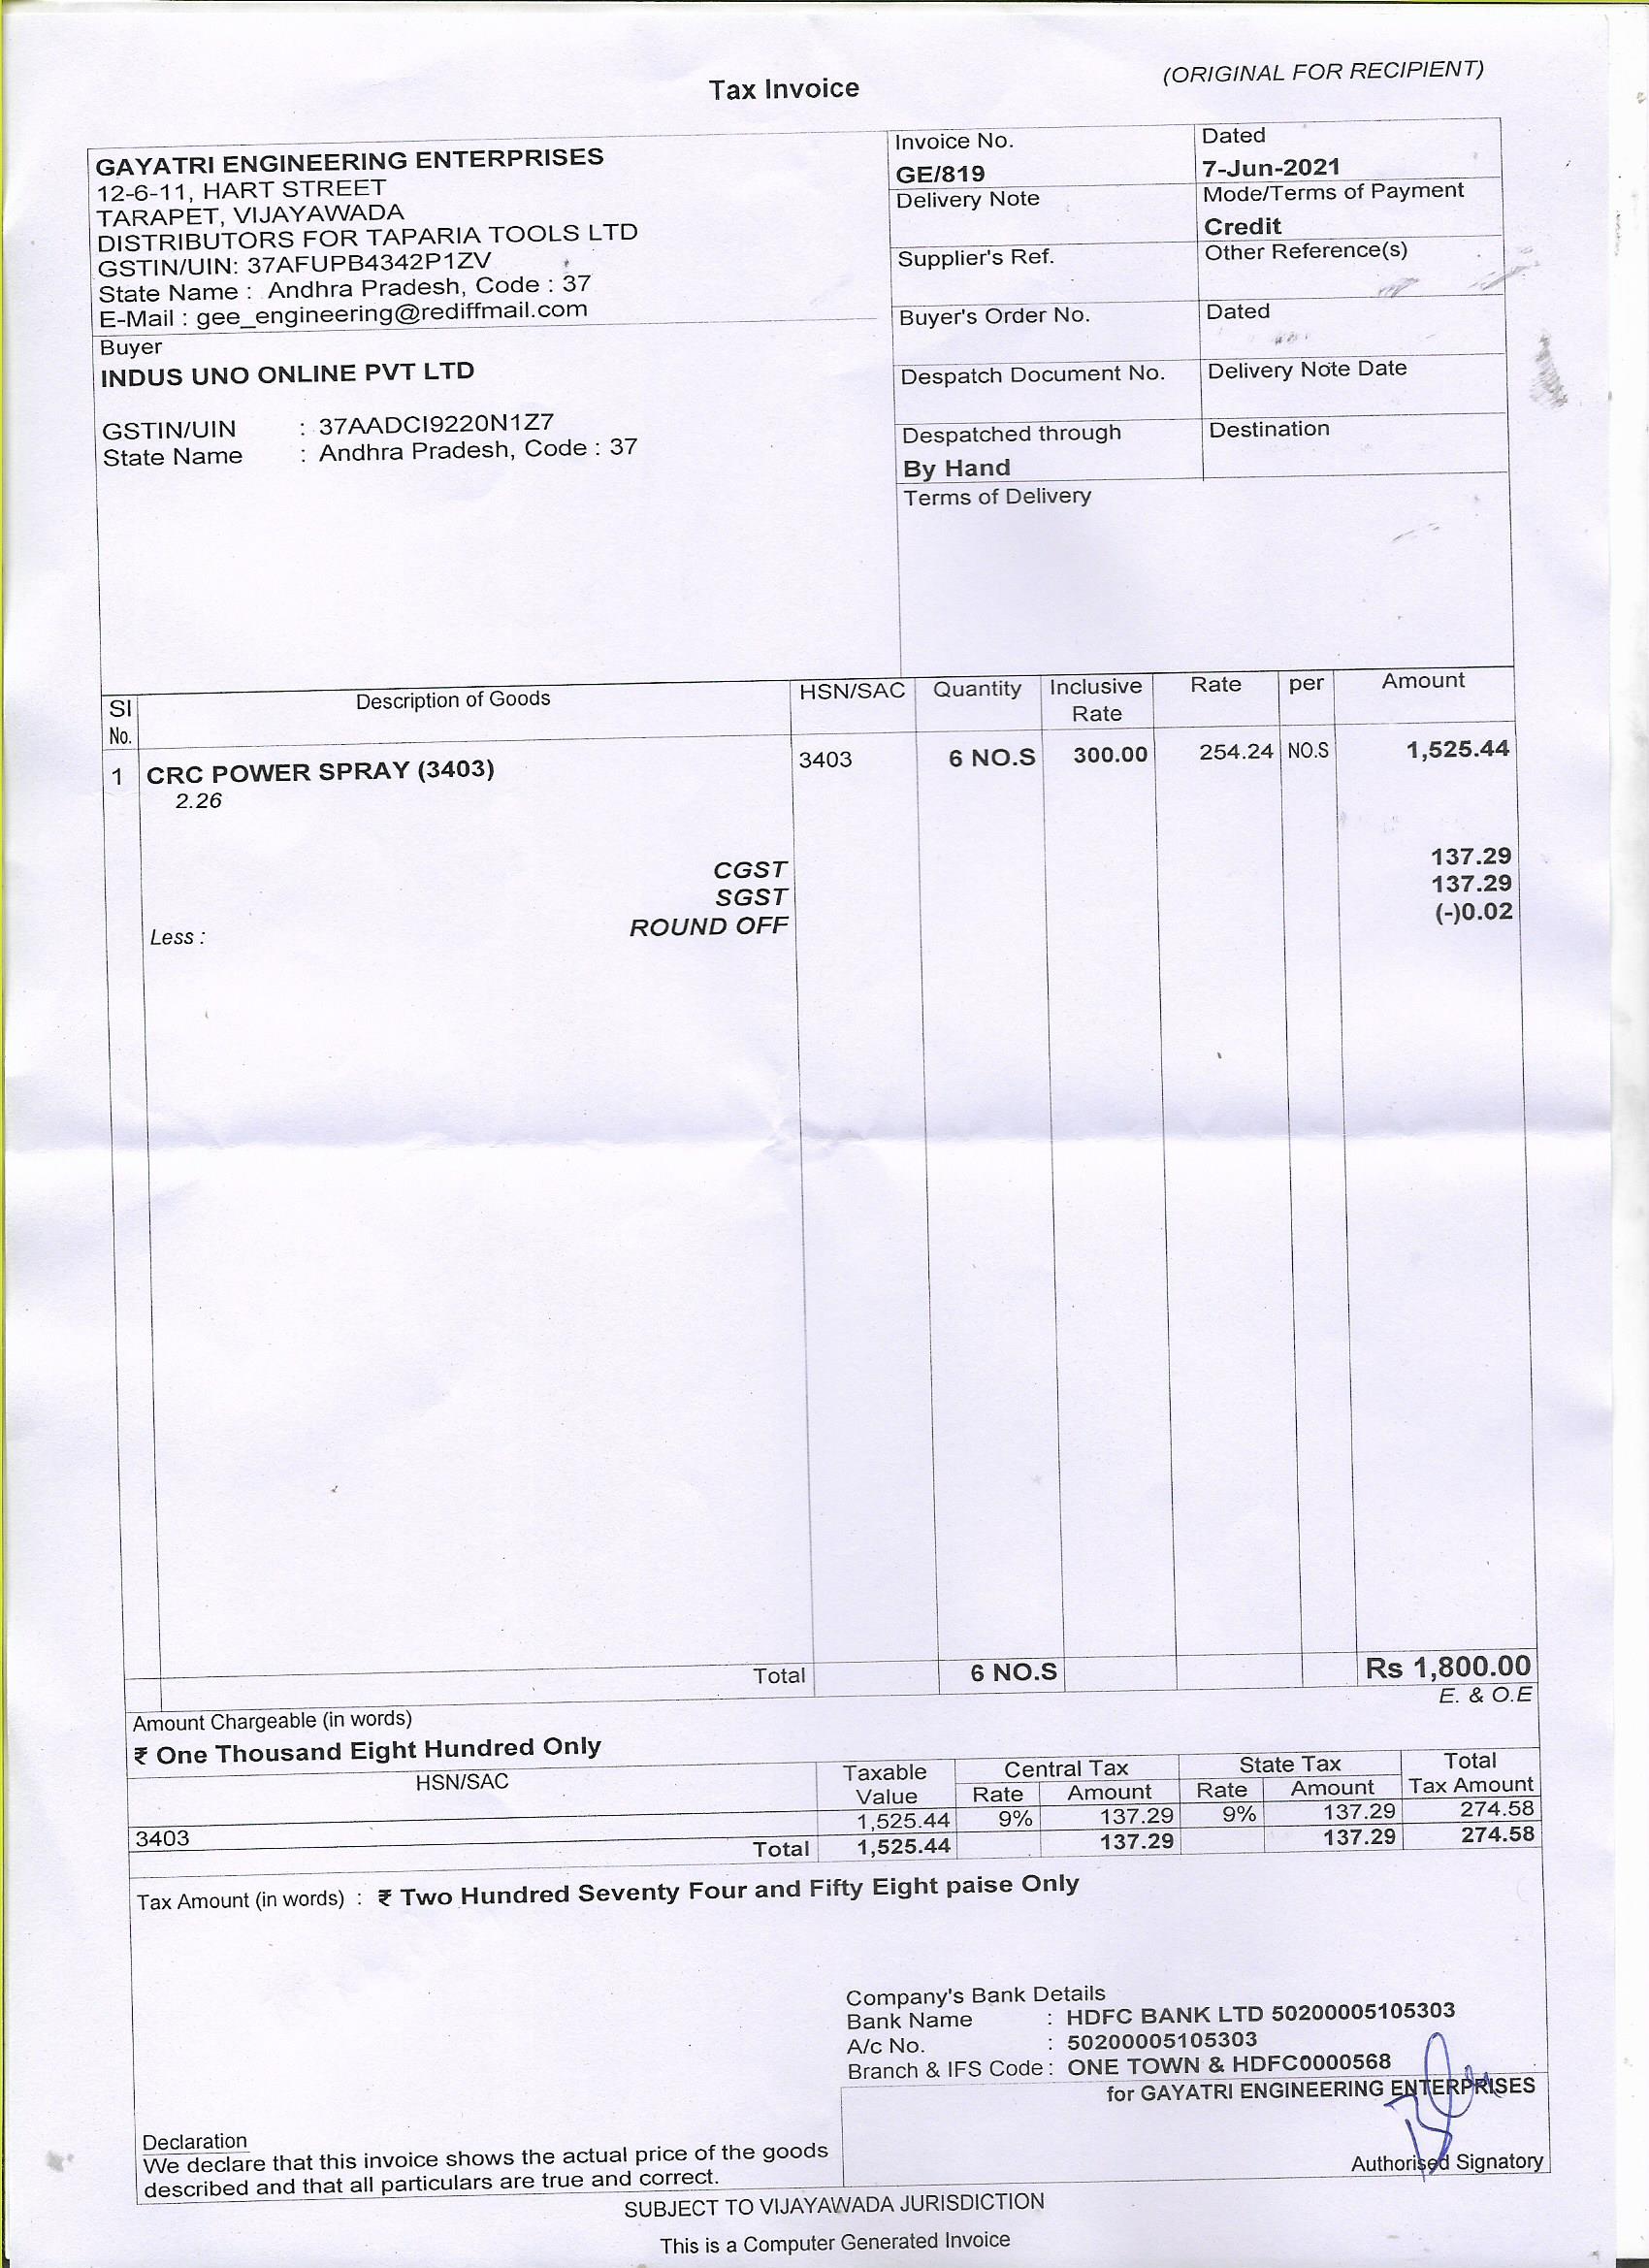 Tax Invoice
(ORIGINAL FOR RECIPIENT)
GAYATRI ENGINEERING ENTERPRISES
12-6-11, HART STREET
TARAPET, VIJAYAWADA
DISTRIBUTORS FOR TAPARIA TOOLS LTD
GSTIN/UIN: 37AFUPB4342P1ZV
State Name : Andhra Pradesh, Code : 37
E-Mail : gee_engineering@rediffmail.com
Buyer
INDUS UNO ONLINE PVT LTD
GSTIN/UIN : 37AADCI9220N1Z7
State Name : Andhra Pradesh, Code : 37
Invoice No. Dated
GE/819 7-Jun-2021
Delivery Note Mode/Terms of Payment
Credit
Supplier's Ref. Other Reference(s)
Buyer's Order No. Dated
Despatch Document No. Delivery Note Date
Despatched through Destination
By Hand
Terms of Delivery
SI No. Description of Goods HSN/SAC Quantity Inclusive Rate Rate per Amount
1 CRC POWER SPRAY (3403) 3403 6 NO.S 300.00 254.24 NO.S 1,525.44
2.26
CGST 137.29
SGST 137.29
Less : ROUND OFF (-)0.02
Total 6 NO.S Rs 1,800.00
E. & O.E
Amount Chargeable (in words)
₹ One Thousand Eight Hundred Only
HSN/SAC Taxable Value Central Tax State Tax Total Tax Amount
Rate Amount Rate Amount
3403 1,525.44 9% 137.29 9% 137.29 274.58
Total 1,525.44 137.29 137.29 274.58
Tax Amount (in words) : ₹ Two Hundred Seventy Four and Fifty Eight paise Only
Company's Bank Details
Bank Name : HDFC BANK LTD 50200005105303
A/c No. : 50200005105303
Branch & IFS Code : ONE TOWN & HDFC0000568
for GAYATRI ENGINEERING ENTERPRISES
Authorised Signatory
Declaration
We declare that this invoice shows the actual price of the goods
described and that all particulars are true and correct.
SUBJECT TO VIJAYAWADA JURISDICTION
This is a Computer Generated Invoice